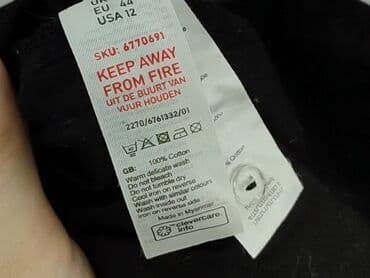 EU 44
USA 12
SKU: 6770691
KEEP AWAY
FROM FIRE
UIT DE BUURT VAN
VUUR HOUDEN
2270/6761332/01
GB: 100% Cotton
Warm delicate wash
Do not bleach
Do not tumble dry
Cool iron on reverse
Wash with similar colours
Wash inside out
Iron on reverse side
Made in Myanmar
clevercare
info